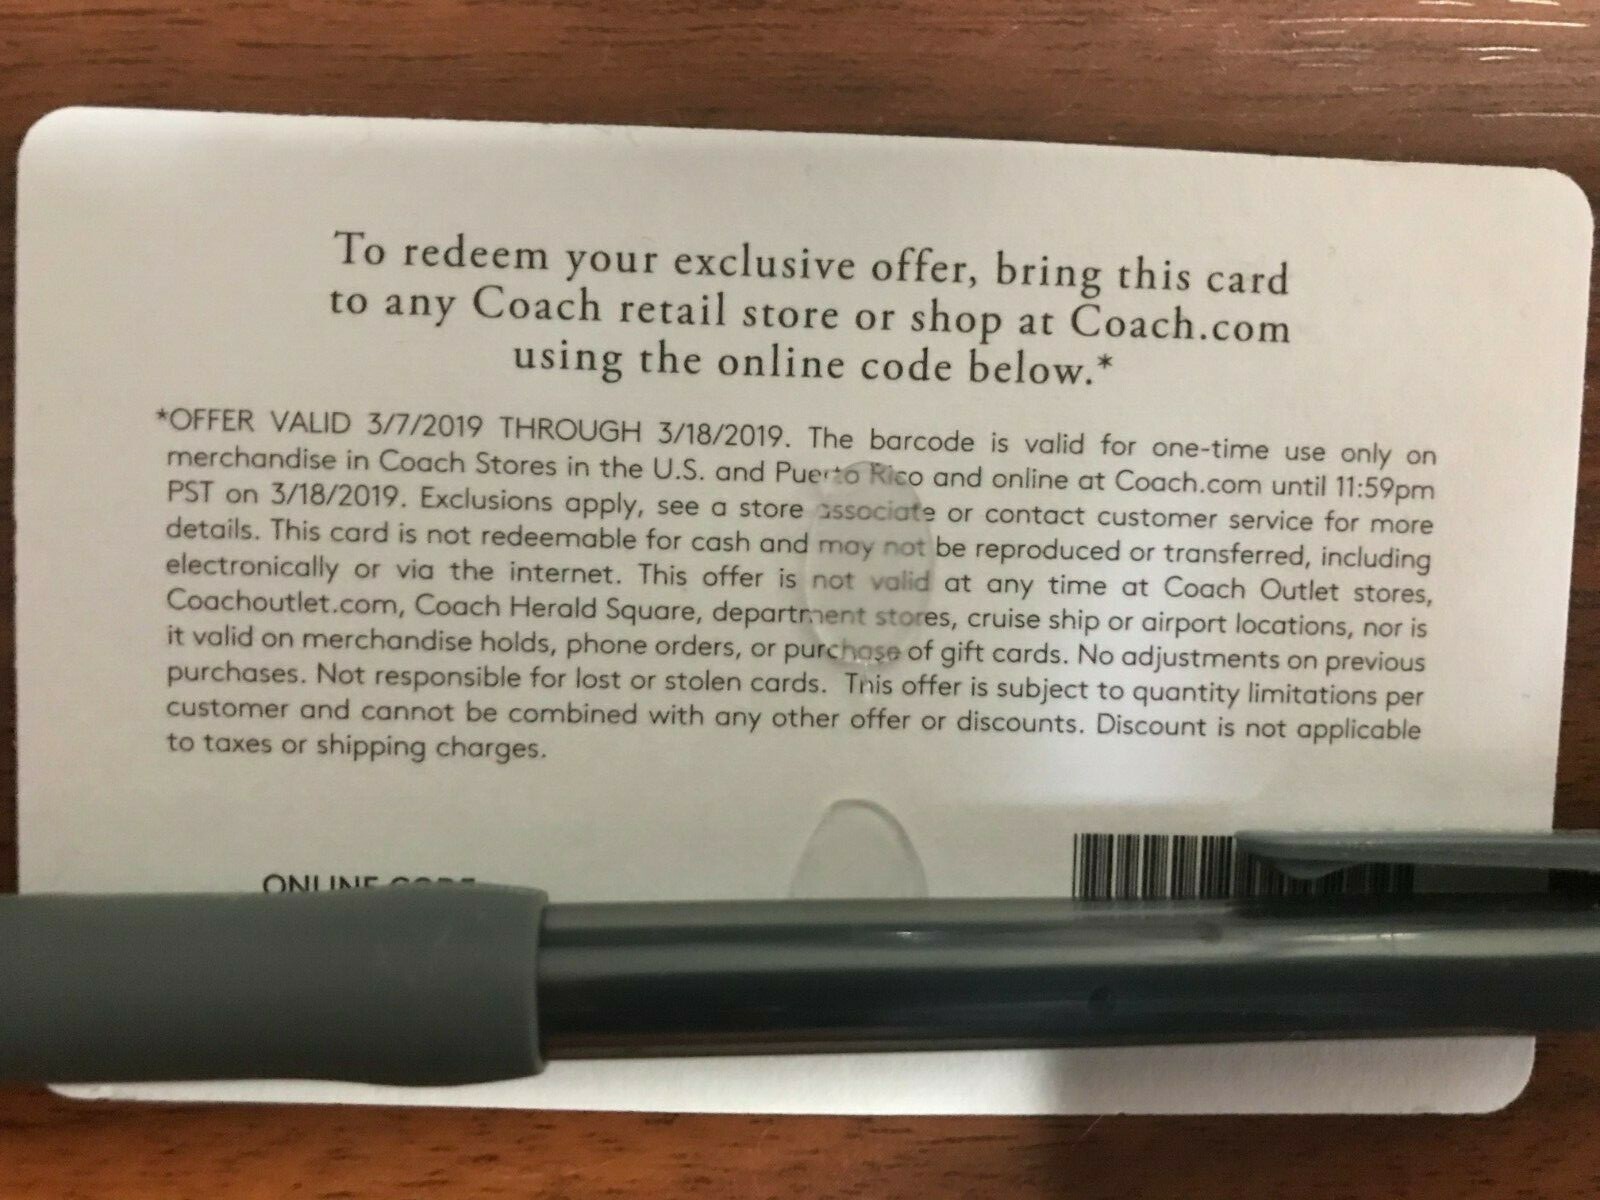 To redeem your exclusive offer, bring this card
to any Coach retail store or shop at Coach.com
using the online code below.*
*OFFER VALID 3/7/2019 THROUGH 3/18/2019. The barcode is valid for one-time use only on
merchandise in Coach Stores in the U.S. and Puerto Rico and online at Coach.com until 11:59pm
PST on 3/18/2019. Exclusions apply, see a store associate or contact customer service for more
details. This card is not redeemable for cash and may not be reproduced or transferred, including
electronically or via the internet. This offer is not valid at any time at Coach Outlet stores,
Coachoutlet.com, Coach Herald Square, department stores, cruise ship or airport locations, nor is
it valid on merchandise holds, phone orders, or purchase of gift cards. No adjustments on previous
purchases. Not responsible for lost or stolen cards. This offer is subject to quantity limitations per
customer and cannot be combined with any other offer or discounts. Discount is not applicable
to taxes or shipping charges.
ONLINE CODE